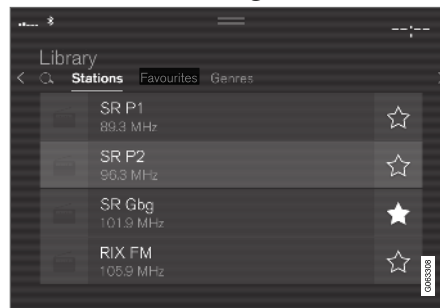 --:--
Library
Stations Favourites Genres
SR P1
89.3 MHz
SR P2
96.3 MHz
SR Gbg
101.9 MHz
RIX FM
105.9 MHz
G063308